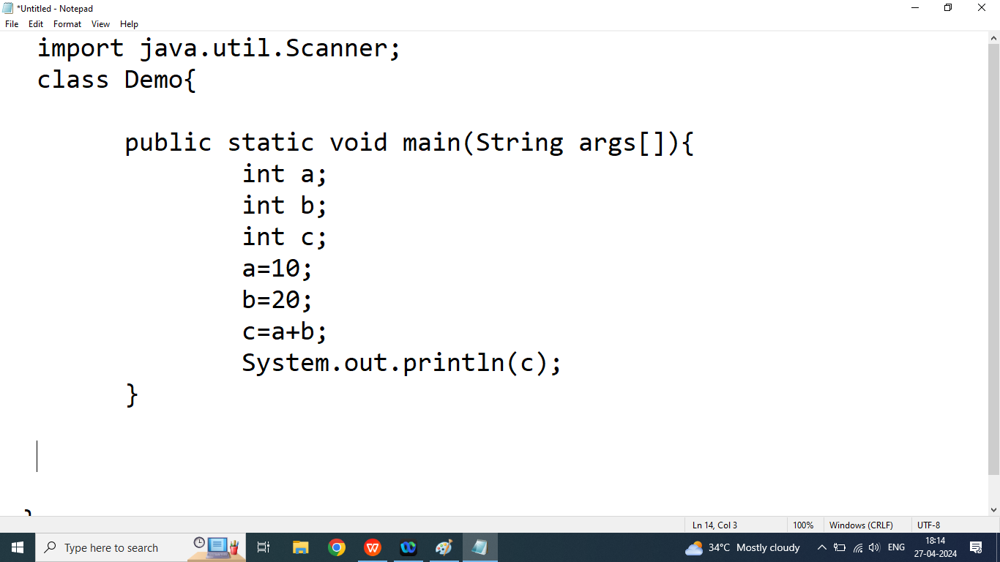 *Untitled - Notepad
File Edit Format View Help
import java.util.Scanner;
class Demo{
public static void main(String args[]){
int a;
int b;
int c;
a=10;
b=20;
c=a+b;
System.out.println(c);
}
Ln 14, Col 3 100% Windows (CRLF) UTF-8
Type here to search 34°C Mostly cloudy ENG 18:14
27-04-2024